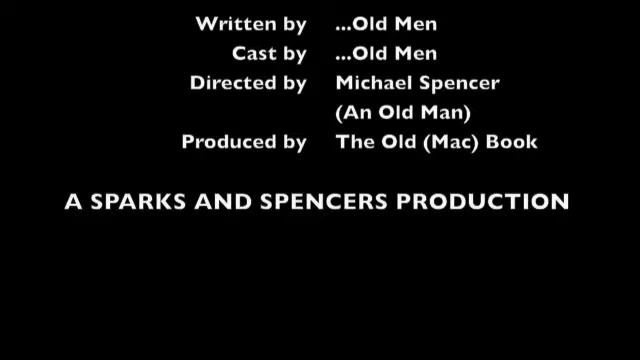 Written by ...Old Men
Cast by ...Old Men
Directed by Michael Spencer
(An Old Man)
Produced by The Old (Mac) Book
A SPARKS AND SPENCERS PRODUCTION